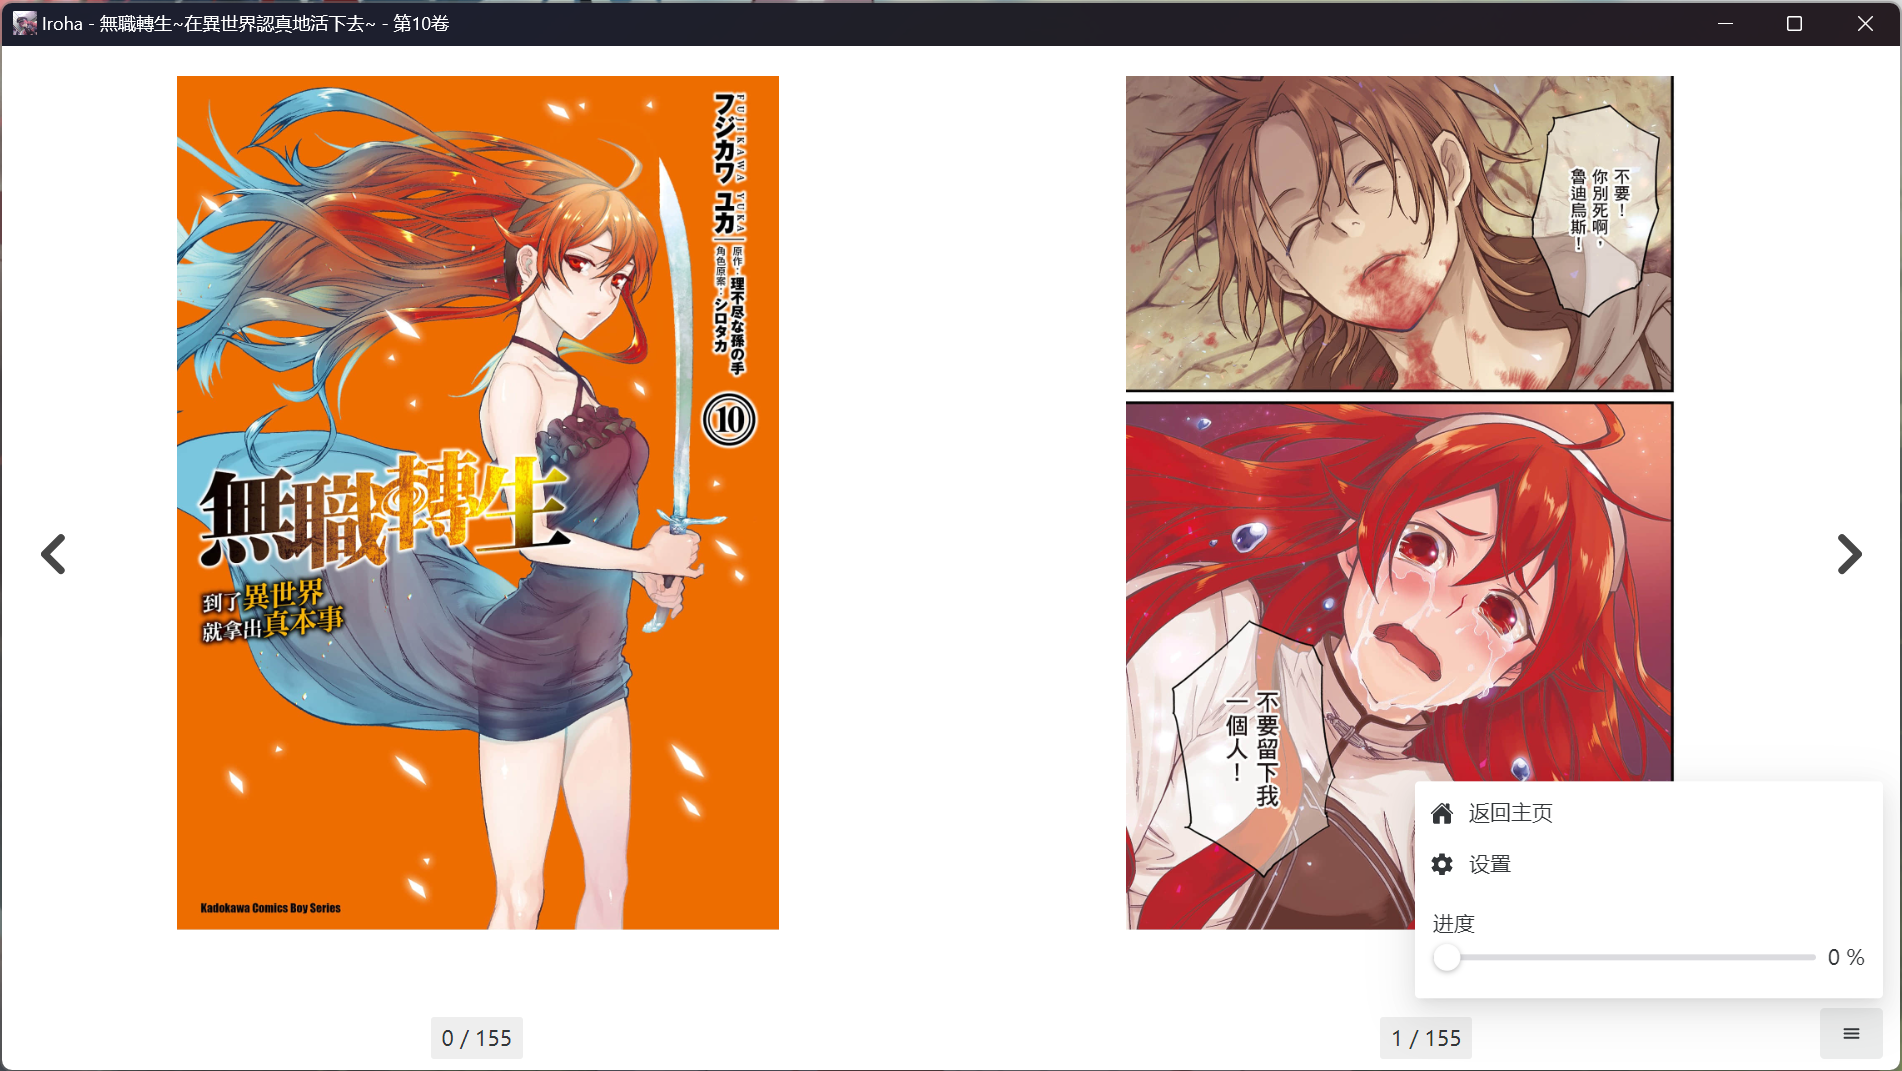 Iroha - 無職轉生~在異世界認真地活下去~ - 第10卷
フジカワ ユカ
FUJIKAWA YUKA
原作：理不尽な孫の手
角色原案：シロタカ
10
無職轉生
到了異世界
就拿出真本事
Kadokawa Comics Boy Series
不要！
你別死啊，
魯迪烏斯！
不要留下我
一個人！
返回主页
设置
进度
0 %
0 / 155
1 / 155